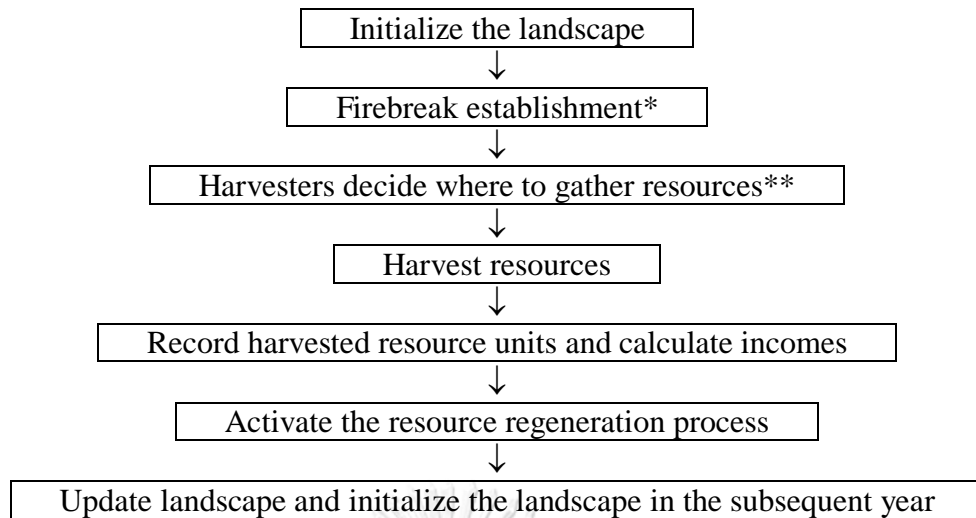 Initialize the landscape
Firebreak establishment*
Harvesters decide where to gather resources**
Harvest resources
Record harvested resource units and calculate incomes
Activate the resource regeneration process
Update landscape and initialize the landscape in the subsequent year